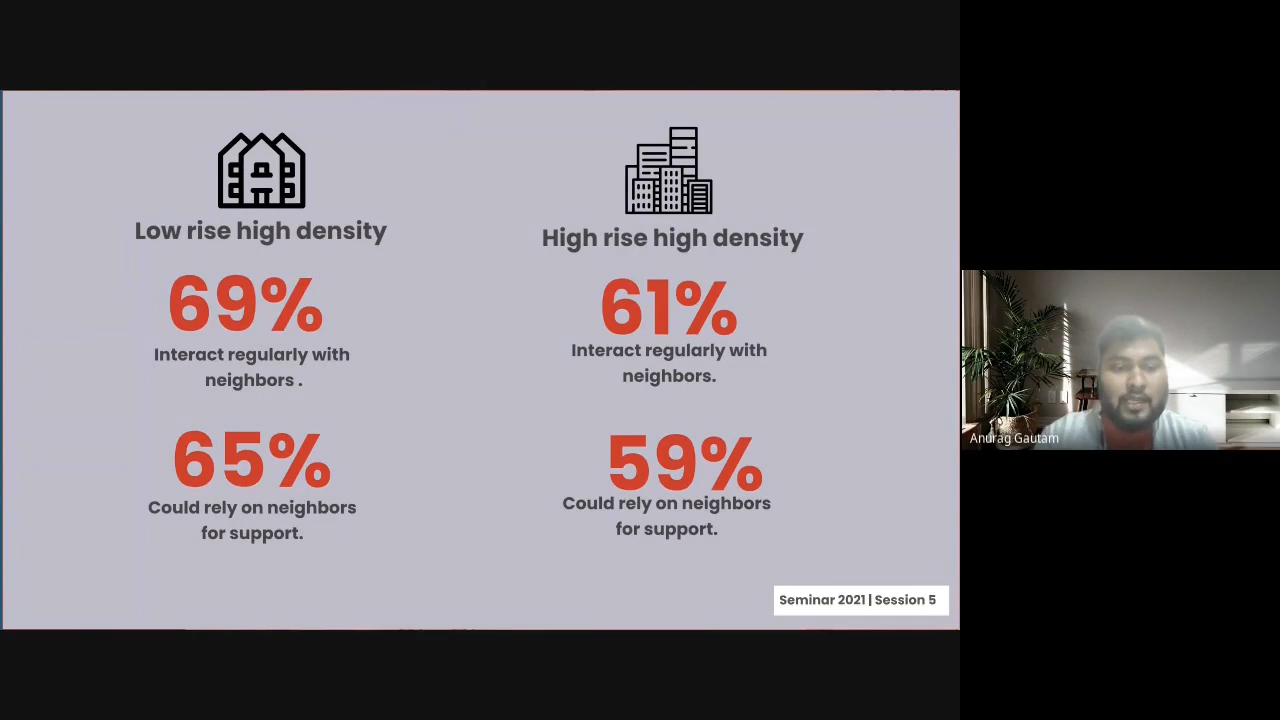 Low rise high density
69%
Interact regularly with
neighbors .
65%
Could rely on neighbors
for support.
High rise high density
61%
Interact regularly with
neighbors.
59%
Could rely on neighbors
for support.
Seminar 2021 | Session 5
Anurag Gautam